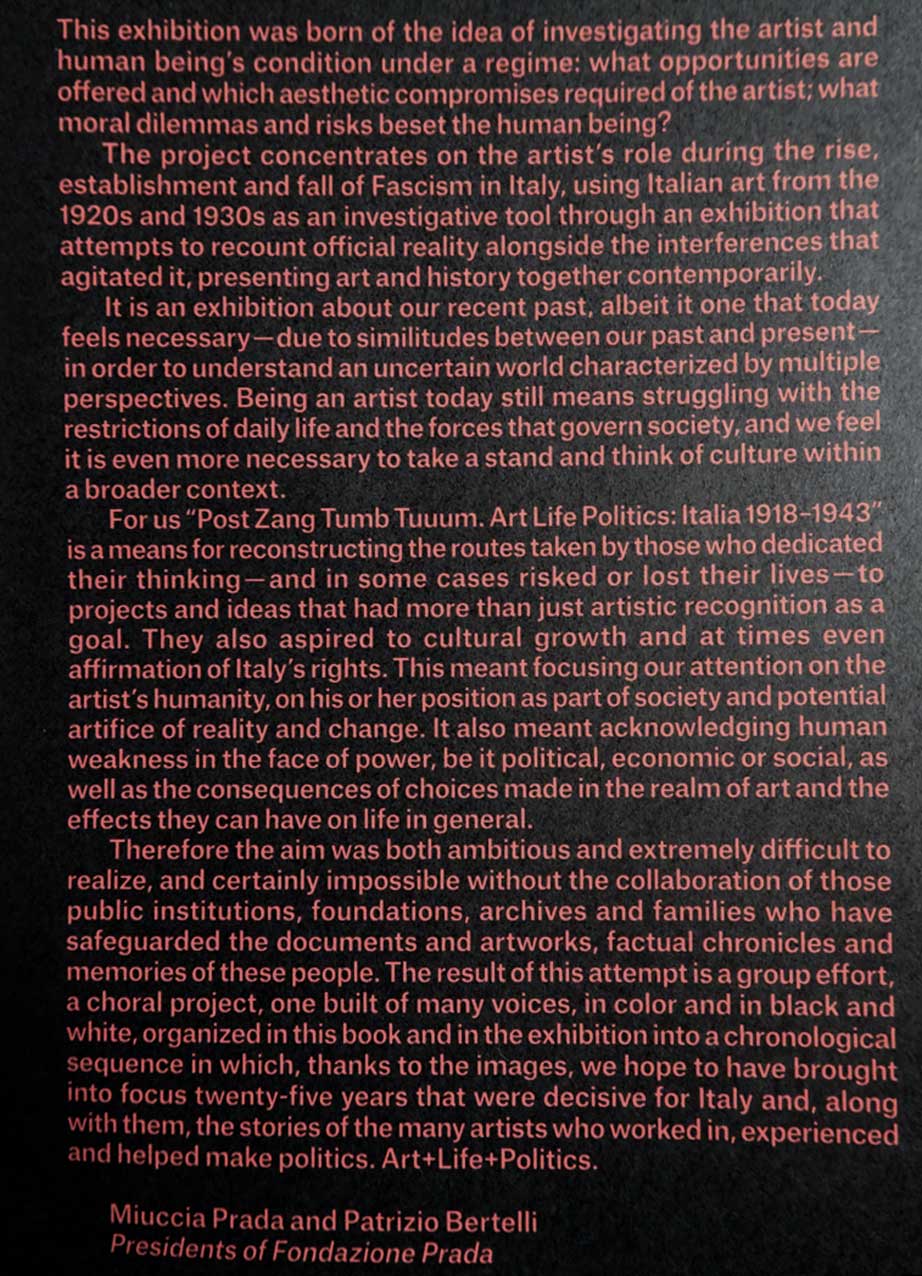 This exhibition was born of the idea of investigating the artist and
human being's condition under a regime: what opportunities are
offered and which aesthetic compromises required of the artist; what
moral dilemmas and risks beset the human being?
The project concentrates on the artist's role during the rise,
establishment and fall of Fascism in Italy, using Italian art from the
1920s and 1930s as an investigative tool through an exhibition that
attempts to recount official reality alongside the interferences that
agitated it, presenting art and history together contemporarily.
It is an exhibition about our recent past, albeit it one that today
feels necessary—due to similitudes between our past and present—
in order to understand an uncertain world characterized by multiple
perspectives. Being an artist today still means struggling with the
restrictions of daily life and the forces that govern society, and we feel
it is even more necessary to take a stand and think of culture within
a broader context.
For us “Post Zang Tumb Tuuum. Art Life Politics: Italia 1918–1943”
is a means for reconstructing the routes taken by those who dedicated
their thinking—and in some cases risked or lost their lives—to
projects and ideas that had more than just artistic recognition as a
goal. They also aspired to cultural growth and at times even
affirmation of Italy's rights. This meant focusing our attention on the
artist's humanity, on his or her position as part of society and potential
artifice of reality and change. It also meant acknowledging human
weakness in the face of power, be it political, economic or social, as
well as the consequences of choices made in the realm of art and the
effects they can have on life in general.
Therefore the aim was both ambitious and extremely difficult to
realize, and certainly impossible without the collaboration of those
public institutions, foundations, archives and families who have
safeguarded the documents and artworks, factual chronicles and
memories of these people. The result of this attempt is a group effort,
a choral project, one built of many voices, in color and in black and
white, organized in this book and in the exhibition into a chronological
sequence in which, thanks to the images, we hope to have brought
into focus twenty-five years that were decisive for Italy and, along
with them, the stories of the many artists who worked in, experienced
and helped make politics. Art+Life+Politics.
Miuccia Prada and Patrizio Bertelli
Presidents of Fondazione Prada